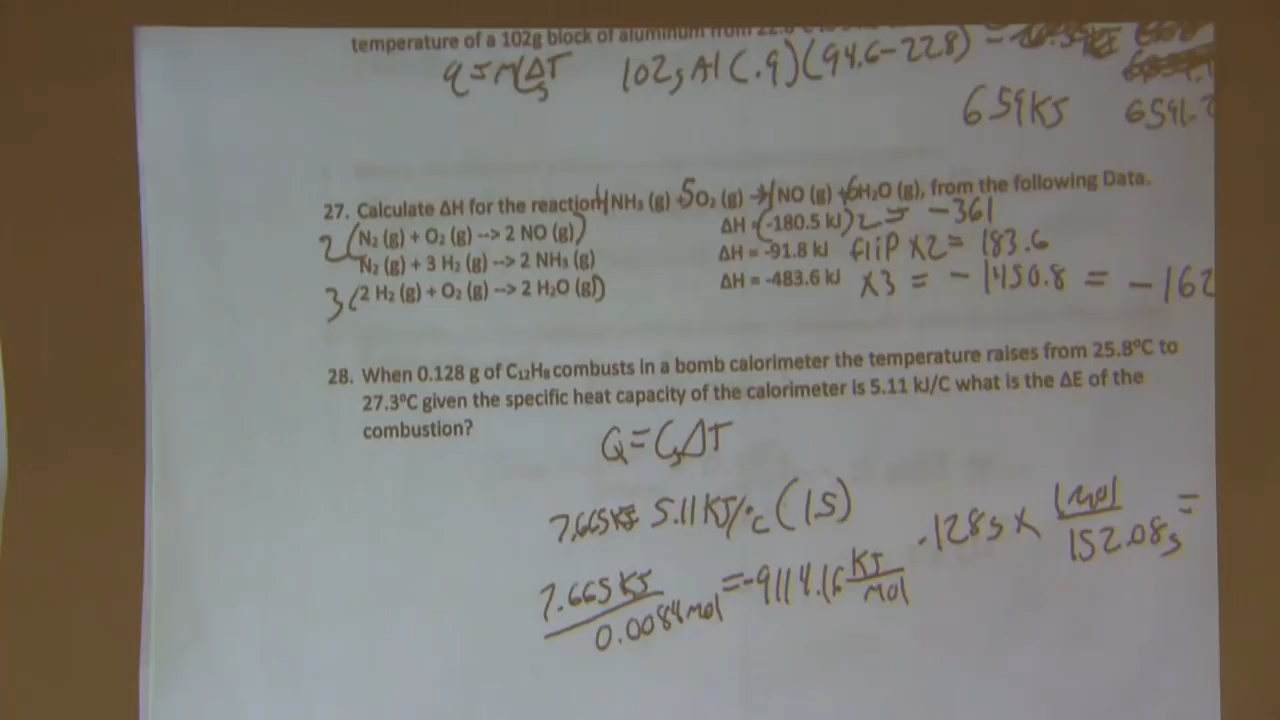 temperature of a 102g block of aluminum from 22.8
q=mC₅ΔT 102g Al (.9)(94.6-22.8) =
659KJ 6591.2
27. Calculate ΔH for the reaction 4NH₃ (g) 5O₂ (g) → 4NO (g) +6H₂O (g), from the following Data.
2(N₂ (g) + O₂ (g) --> 2 NO (g)) ΔH = (-180.5 kJ)2 = -361
N₂ (g) + 3 H₂ (g) --> 2 NH₃ (g) ΔH = -91.8 kJ flip x2 = 183.6
3(2 H₂ (g) + O₂ (g) --> 2 H₂O (g)) ΔH = -483.6 kJ x3 = -1450.8 = -162
28. When 0.128 g of C₁₂H₈ combusts in a bomb calorimeter the temperature raises from 25.8°C to
27.3°C given the specific heat capacity of the calorimeter is 5.11 kJ/C what is the ΔE of the
combustion?
Q=C₅ΔT
7.665KJ= 5.11KJ/°C (1.5)
.128g x 1mol/152.08g =
7.665KJ/0.0084mol = -9114.16 KJ/mol